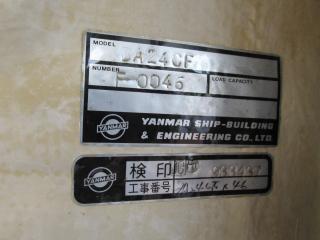 MODEL
DA24CF
NUMBER
F-0046
LOAD CAPACITY
YANMAR
YANMAR SHIP-BUILDING
& ENGINEERING CO., LTD.
検印
YANMAR
工事番号